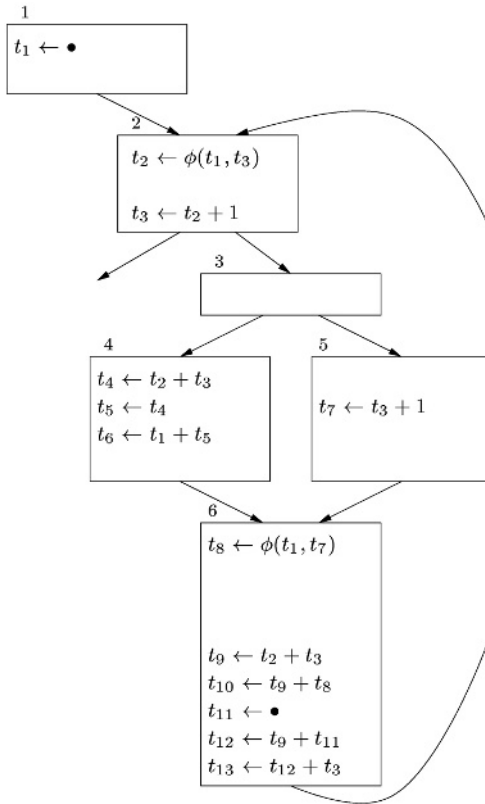 1
t₁ ← •
2
t₂ ← ϕ(t₁, t₃)
t₃ ← t₂ + 1
3
4
t₄ ← t₂ + t₃
t₅ ← t₄
t₆ ← t₁ + t₅
5
t₇ ← t₃ + 1
6
t₈ ← ϕ(t₁, t₇)
t₉ ← t₂ + t₃
t₁₀ ← t₉ + t₈
t₁₁ ← •
t₁₂ ← t₉ + t₁₁
t₁₃ ← t₁₂ + t₃